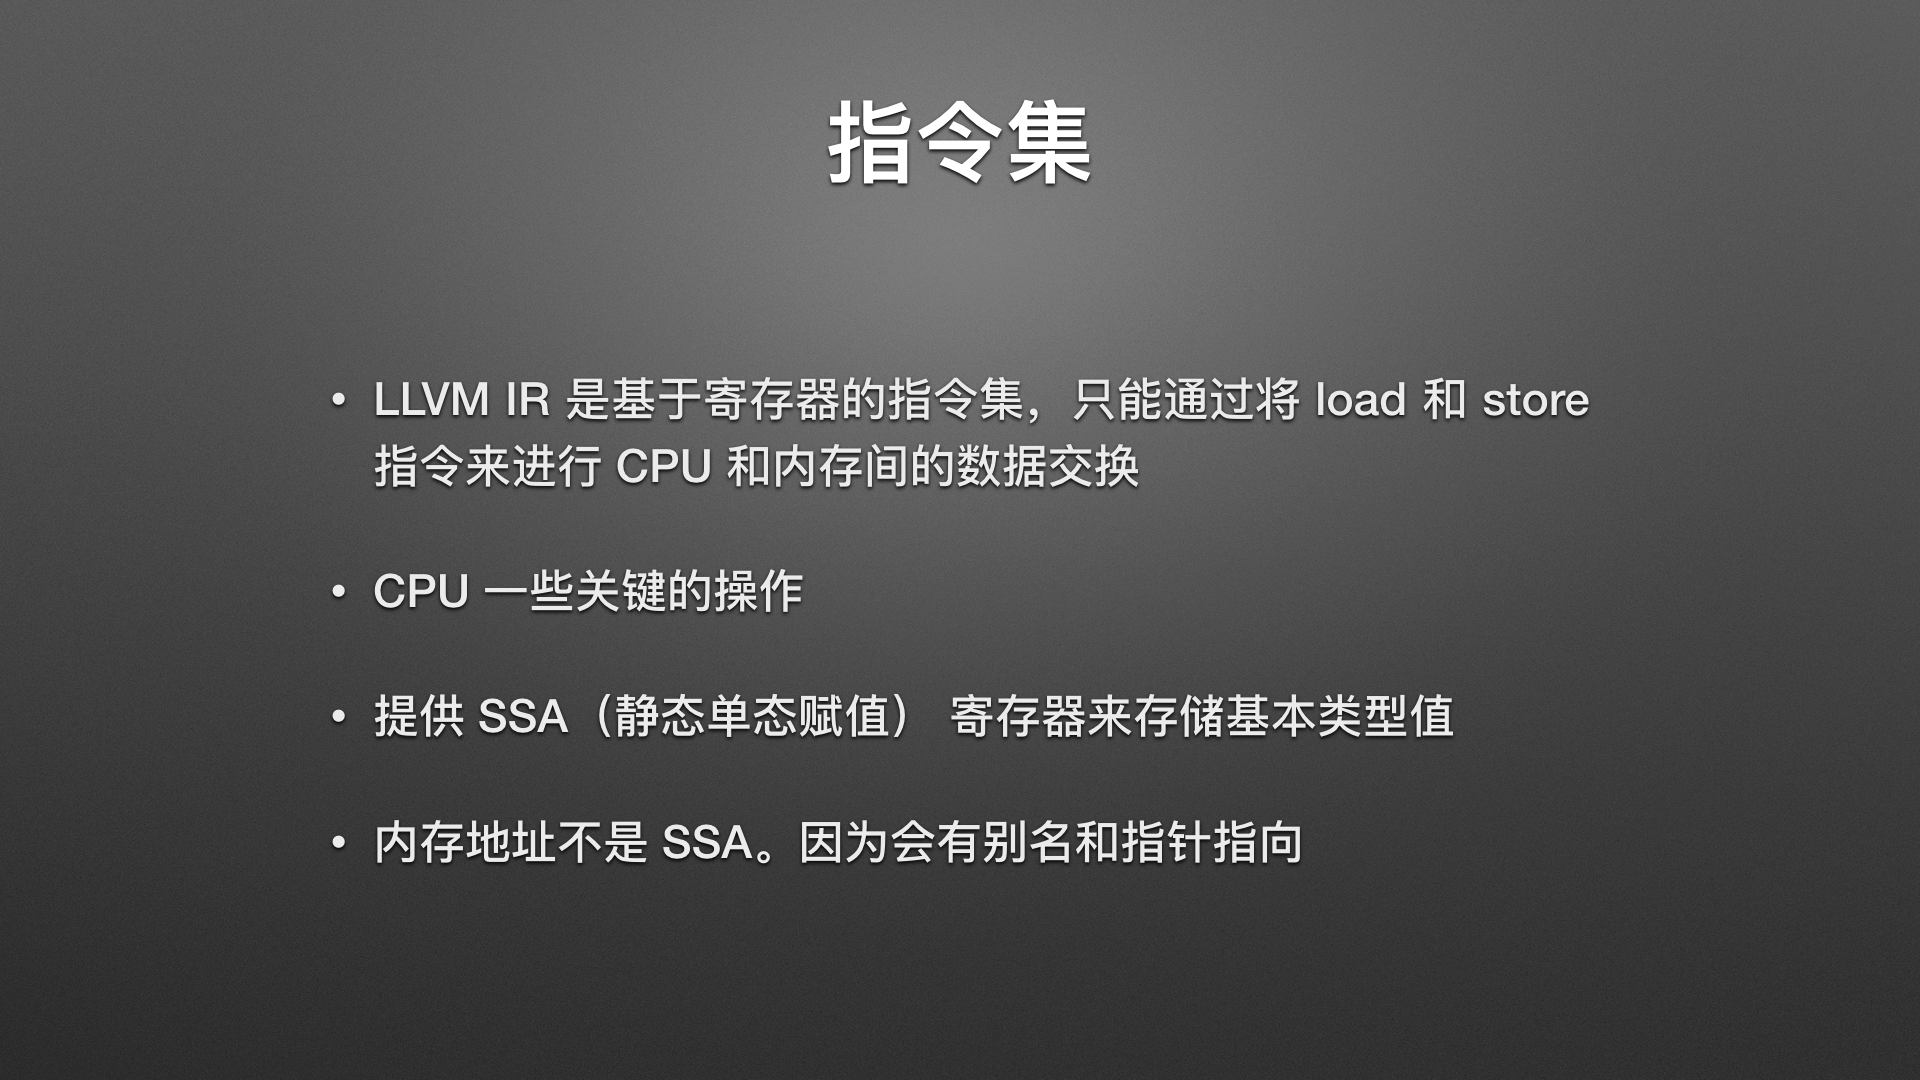 指令集
• LLVM IR 是基于寄存器的指令集，只能通过将 load 和 store
指令来进行 CPU 和内存间的数据交换
• CPU 一些关键的操作
• 提供 SSA（静态单态赋值） 寄存器来存储基本类型值
• 内存地址不是 SSA。因为会有别名和指针指向